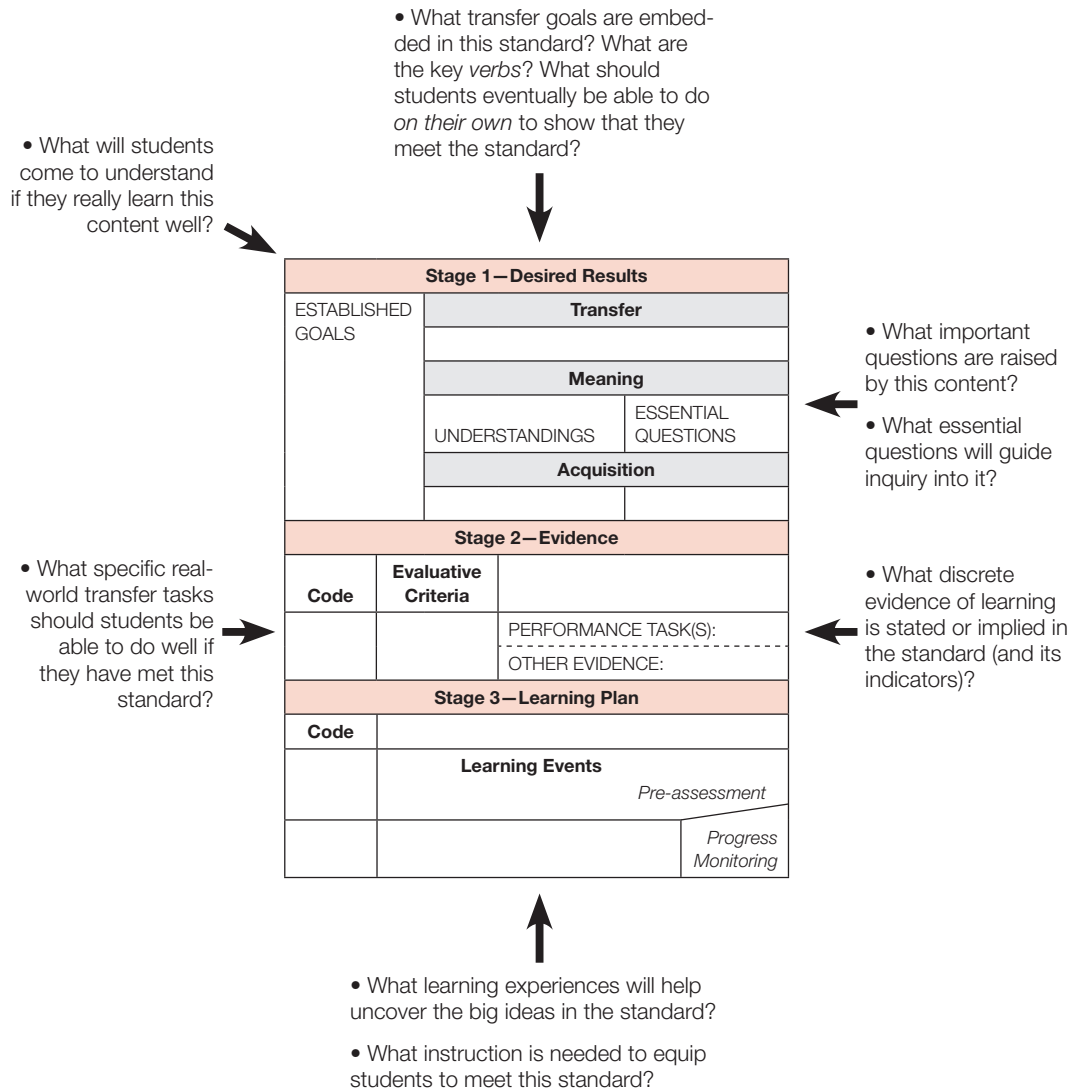 • What transfer goals are embed-
ded in this standard? What are
the key verbs? What should
students eventually be able to do
on their own to show that they
meet the standard?
• What will students
come to understand
if they really learn this
content well?
Stage 1—Desired Results
ESTABLISHED
GOALS
Transfer
Meaning
UNDERSTANDINGS
ESSENTIAL
QUESTIONS
Acquisition
• What important
questions are raised
by this content?
• What essential
questions will guide
inquiry into it?
Stage 2—Evidence
Code
Evaluative
Criteria
PERFORMANCE TASK(S):
OTHER EVIDENCE:
• What specific real-
world transfer tasks
should students be
able to do well if
they have met this
standard?
• What discrete
evidence of learning
is stated or implied in
the standard (and its
indicators)?
Stage 3—Learning Plan
Code
Learning Events
Pre-assessment
Progress
Monitoring
• What learning experiences will help
uncover the big ideas in the standard?
• What instruction is needed to equip
students to meet this standard?